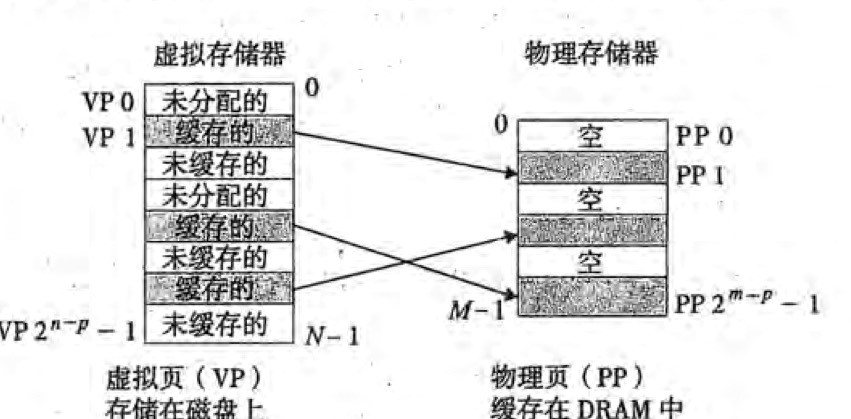 虚拟存储器
物理存储器
0
VP 0
未分配的
VP 1
缓存的
未缓存的
未分配的
缓存的
未缓存的
缓存的
VP 2^{n-p} - 1
未缓存的
N-1
0
空
PP 0
PP 1
空
空
M-1
PP 2^{m-p} - 1
虚拟页（VP）
存储在磁盘上
物理页（PP）
缓存在 DRAM 中